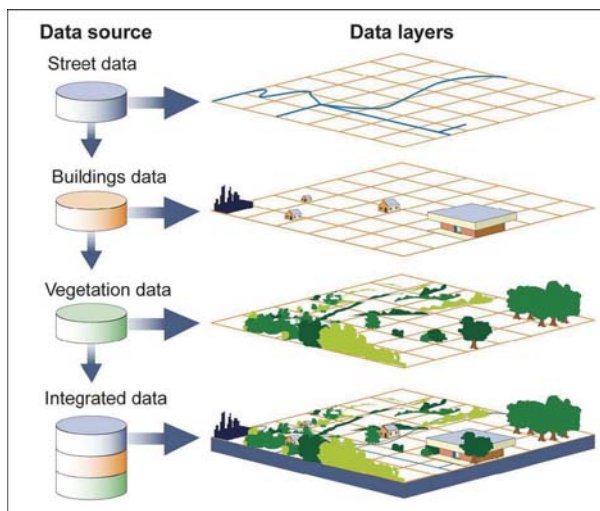 Data source
Data layers
Street data
Buildings data
Vegetation data
Integrated data